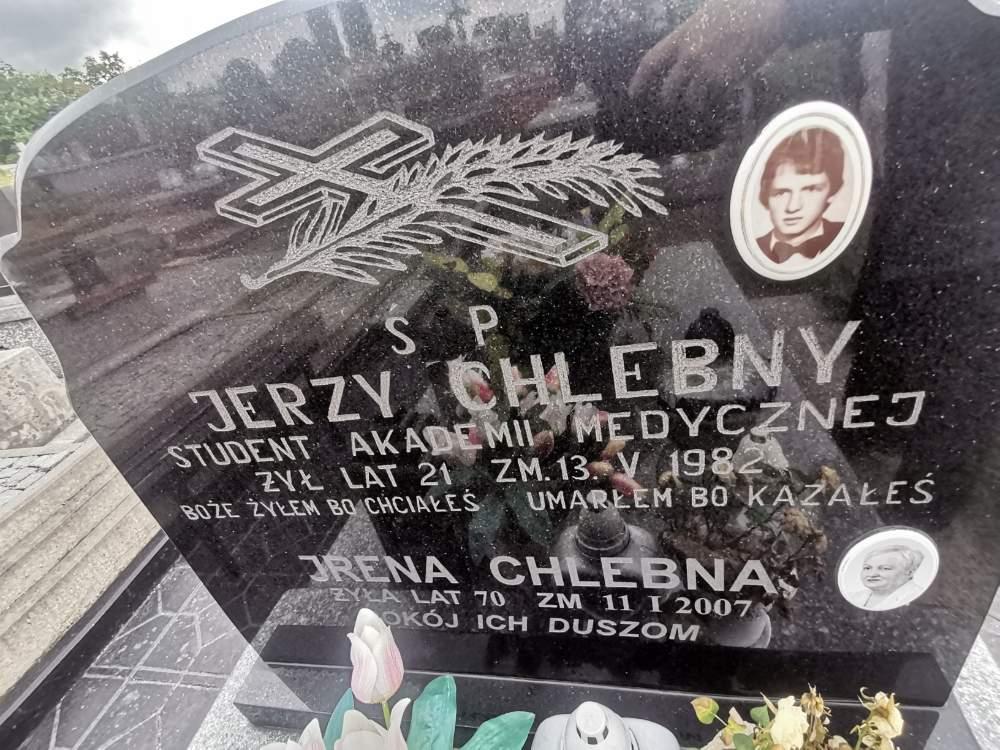 Ś P
JERZY CHLEBNY
STUDENT AKADEMII MEDYCZNEJ
ŻYŁ LAT 21 ZM. 13. V 1982
BOŻE ŻYŁEM BO CHCIAŁEŚ UMARŁEM BO KAZAŁEŚ
IRENA CHLEBNA
ŻYŁA LAT 70 ZM 11 I 2007
POKÓJ ICH DUSZOM